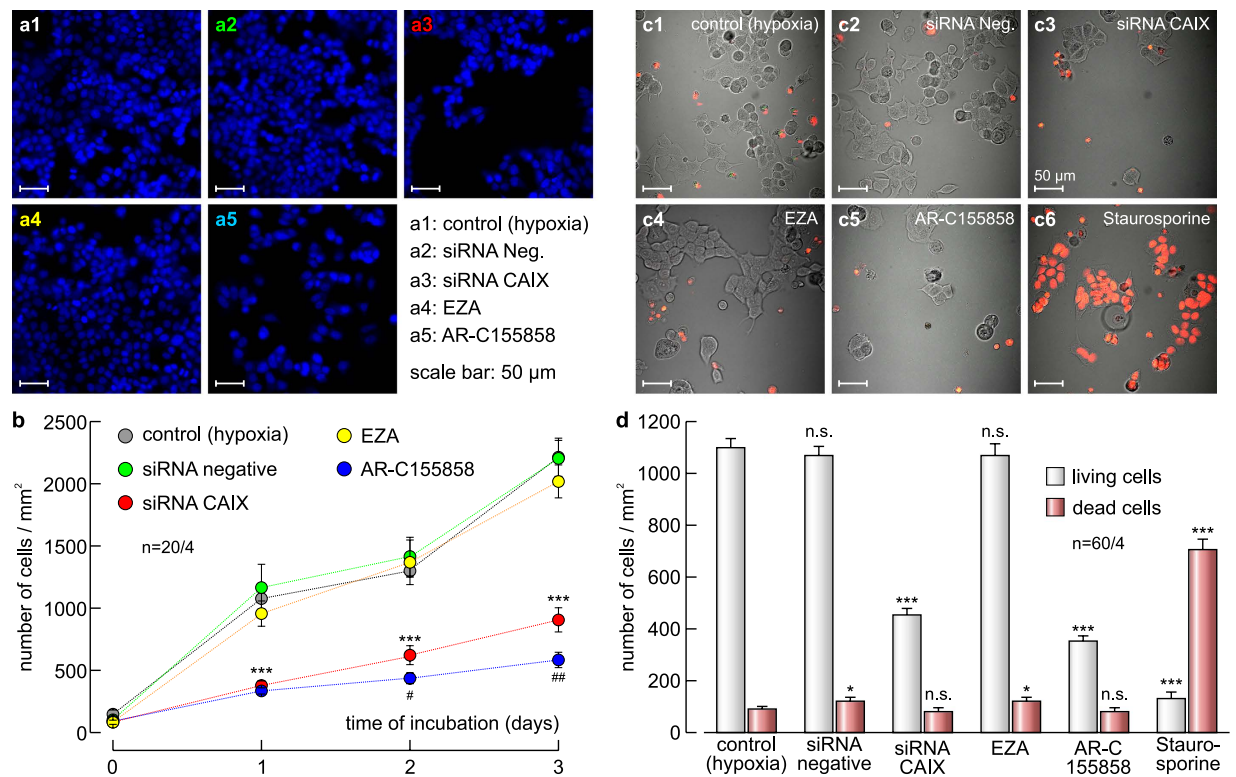 a1
a2
a3
a4
a5
a1: control (hypoxia)
a2: siRNA Neg.
a3: siRNA CAIX
a4: EZA
a5: AR-C155858
scale bar: 50 µm
c1 control (hypoxia)
c2 siRNA Neg.
c3 siRNA CAIX
50 µm
c4 EZA
c5 AR-C155858
c6 Staurosporine
b
number of cells / mm²
2500
2000
1500
1000
500
0
control (hypoxia)
siRNA negative
siRNA CAIX
EZA
AR-C155858
n=20/4
***
***
***
#
##
time of incubation (days)
0 1 2 3
d
number of cells / mm²
1200
1000
800
600
400
200
0
n.s.
n.s.
living cells
dead cells
n=60/4
***
***
***
*
n.s.
*
n.s.
***
control
(hypoxia)
siRNA
negative
siRNA
CAIX
EZA
AR-C
155858
Stauro-
sporine